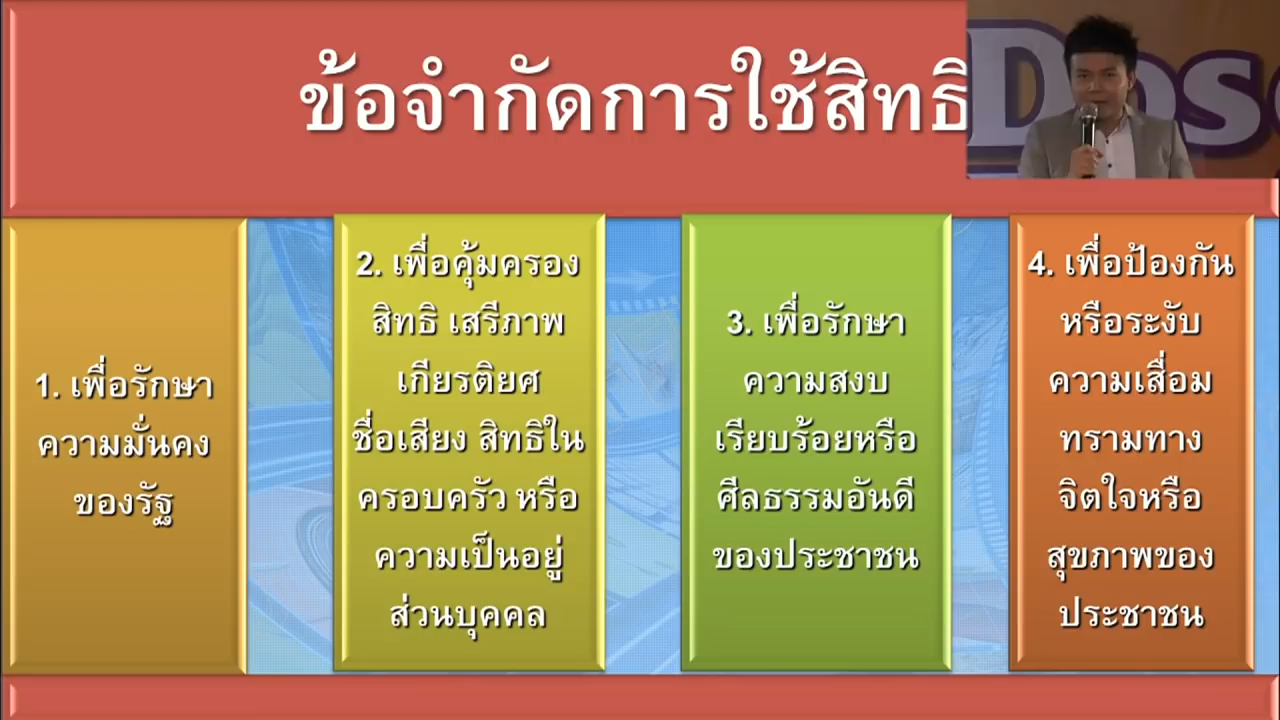 ข้อจำกัดการใช้สิทธิ
1. เพื่อรักษา
ความมั่นคง
ของรัฐ
2. เพื่อคุ้มครอง
สิทธิ เสรีภาพ
เกียรติยศ
ชื่อเสียง สิทธิใน
ครอบครัว หรือ
ความเป็นอยู่
ส่วนบุคคล
3. เพื่อรักษา
ความสงบ
เรียบร้อยหรือ
ศีลธรรมอันดี
ของประชาชน
4. เพื่อป้องกัน
หรือระงับ
ความเสื่อม
ทรามทาง
จิตใจหรือ
สุขภาพของ
ประชาชน